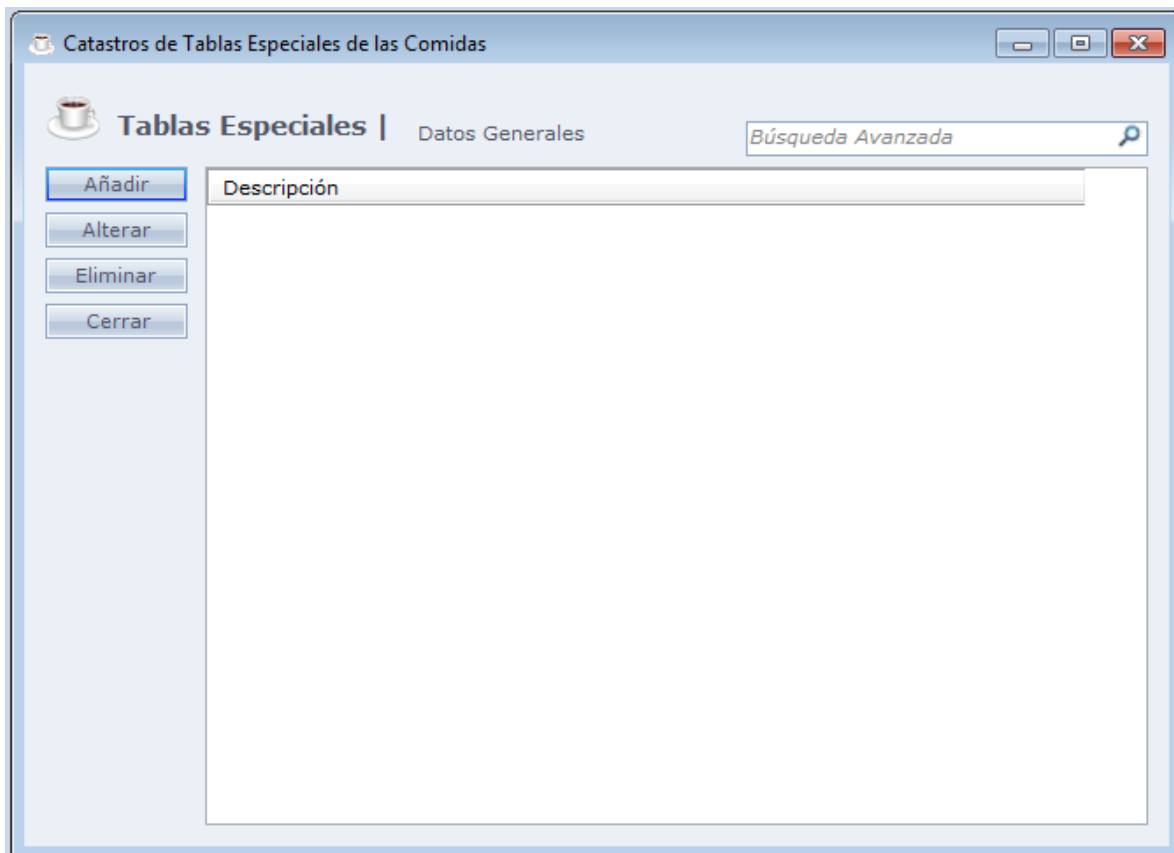 Catastros de Tablas Especiales de las Comidas
Tablas Especiales | Datos Generales
Búsqueda Avanzada
Añadir
Descripción
Alterar
Eliminar
Cerrar